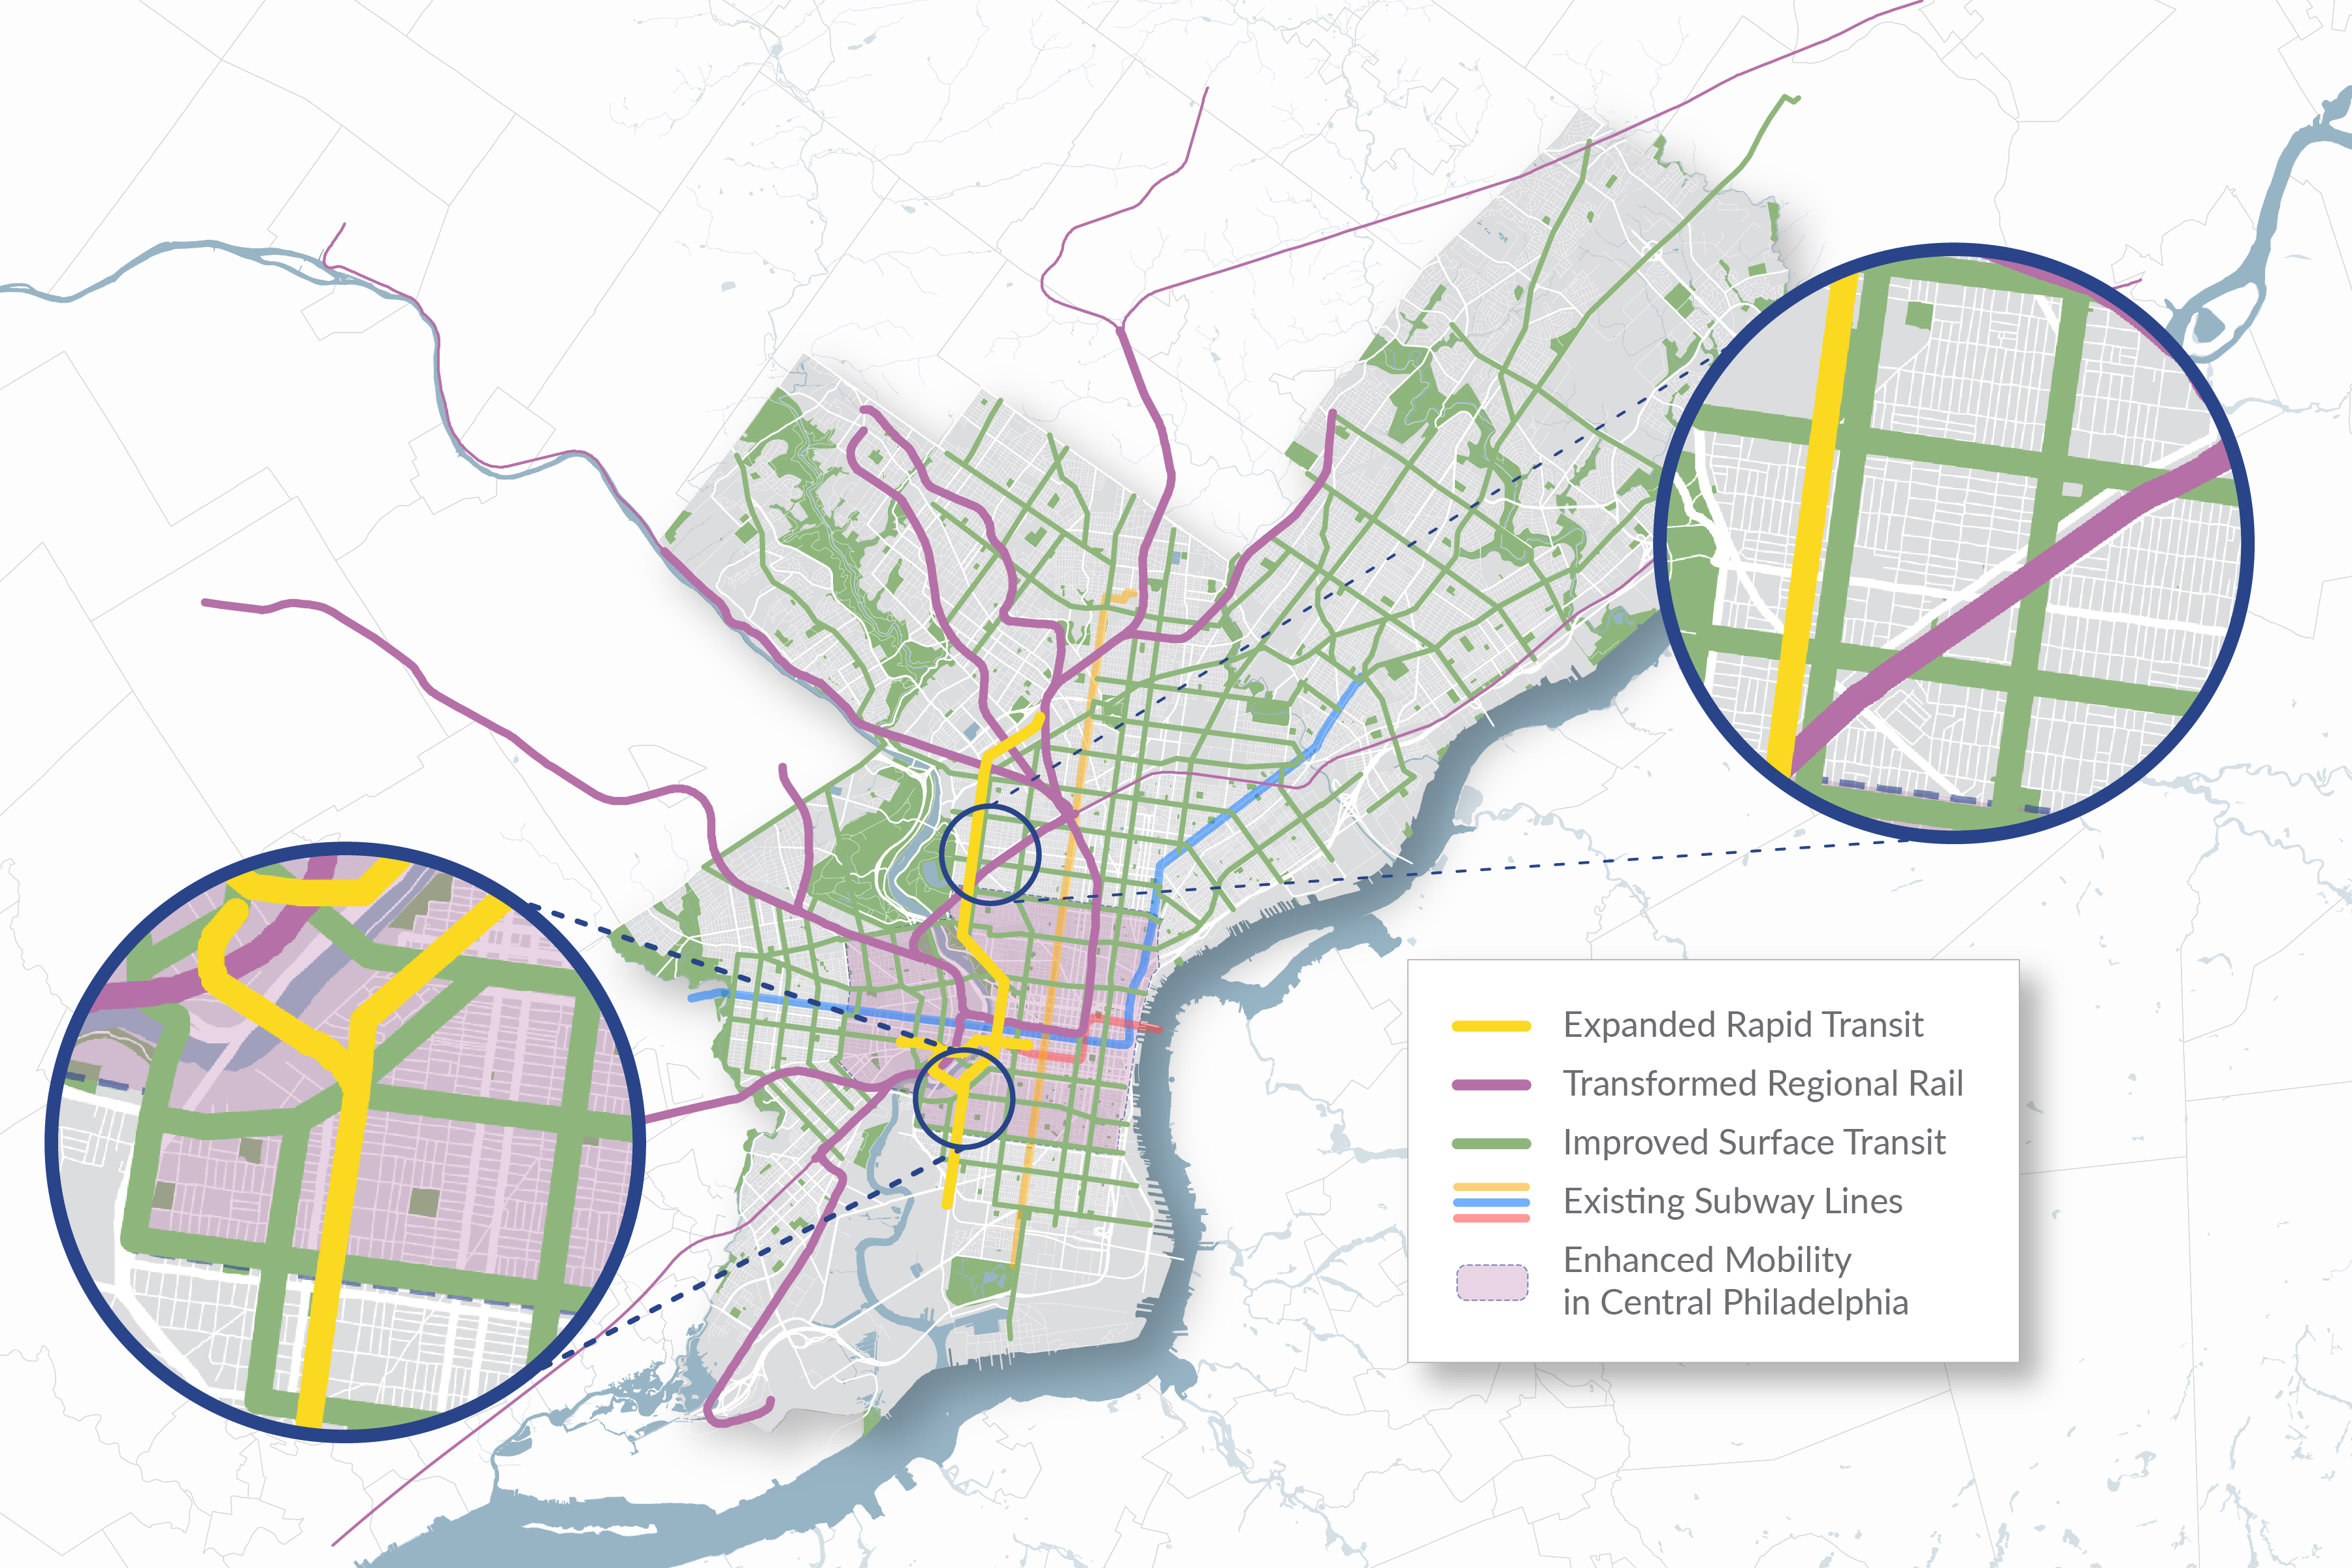 Expanded Rapid Transit
Transformed Regional Rail
Improved Surface Transit
Existing Subway Lines
Enhanced Mobility
in Central Philadelphia